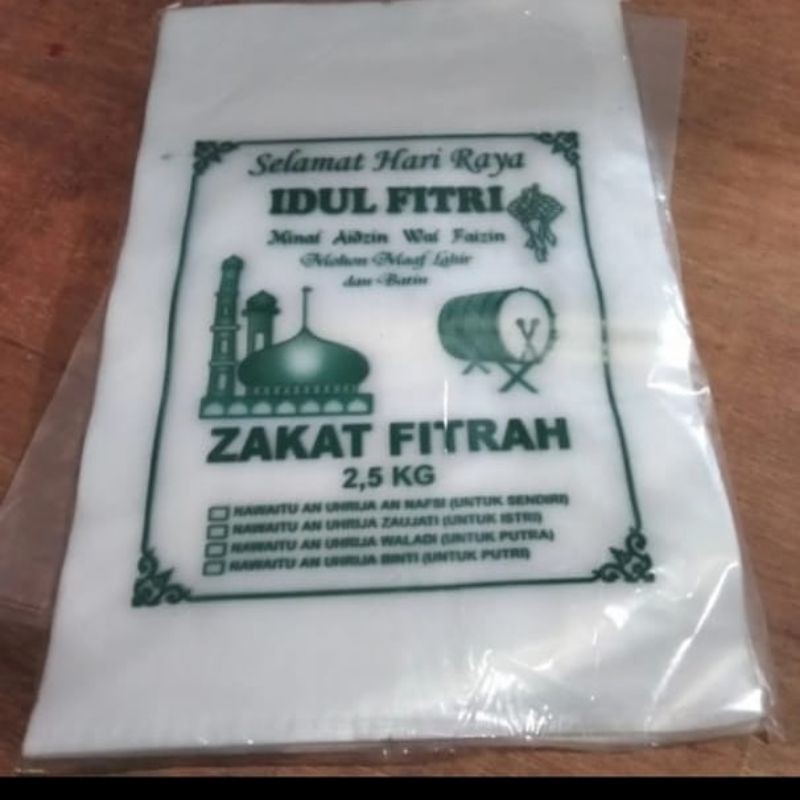 Selamat Hari Raya
IDUL FITRI
Minal Aidzin Wal Faizin
Mohon Maaf Lahir
dan Batin
ZAKAT FITRAH
2,5 KG
NAWAITU AN UHRIJA AN NAFSI (UNTUK SENDIRI)
NAWAITU AN UHRIJA ZAUJATI (UNTUK ISTRI)
NAWAITU AN UHRIJA WALADI (UNTUK PUTRA)
NAWAITU AN UHRIJA BINTI (UNTUK PUTRI)